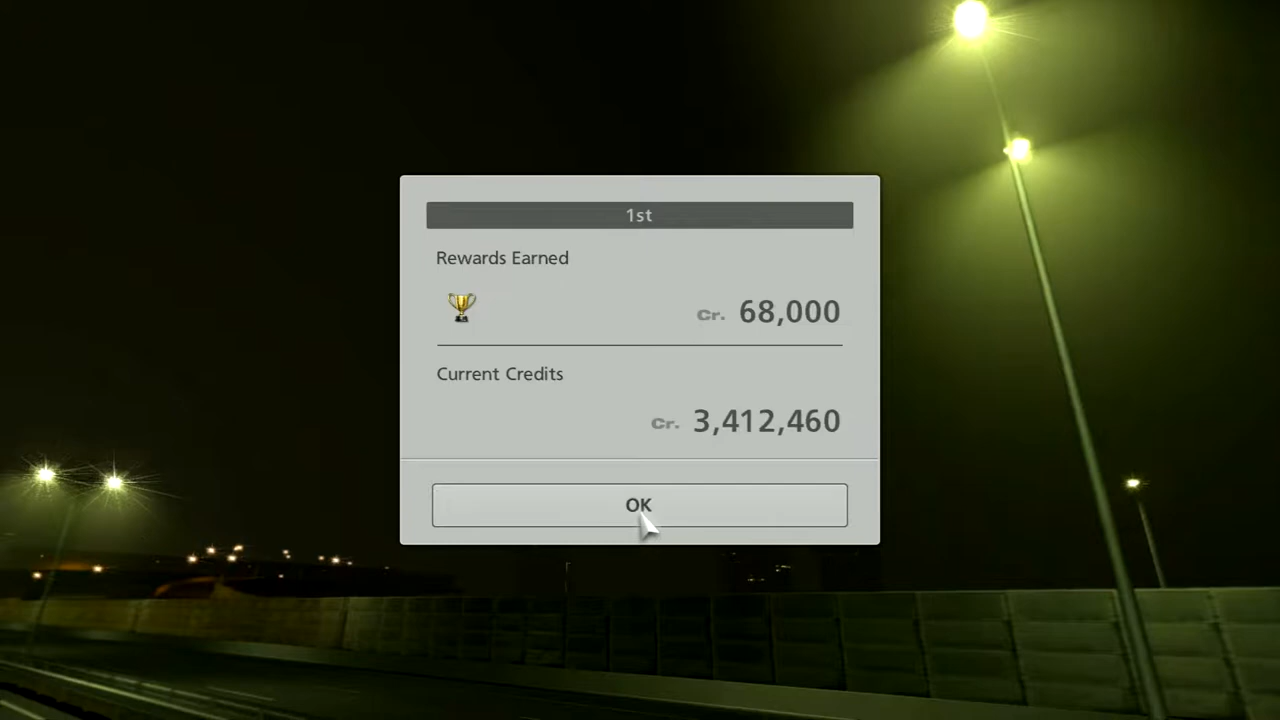 1st
Rewards Earned
Cr. 68,000
Current Credits
Cr. 3,412,460
OK